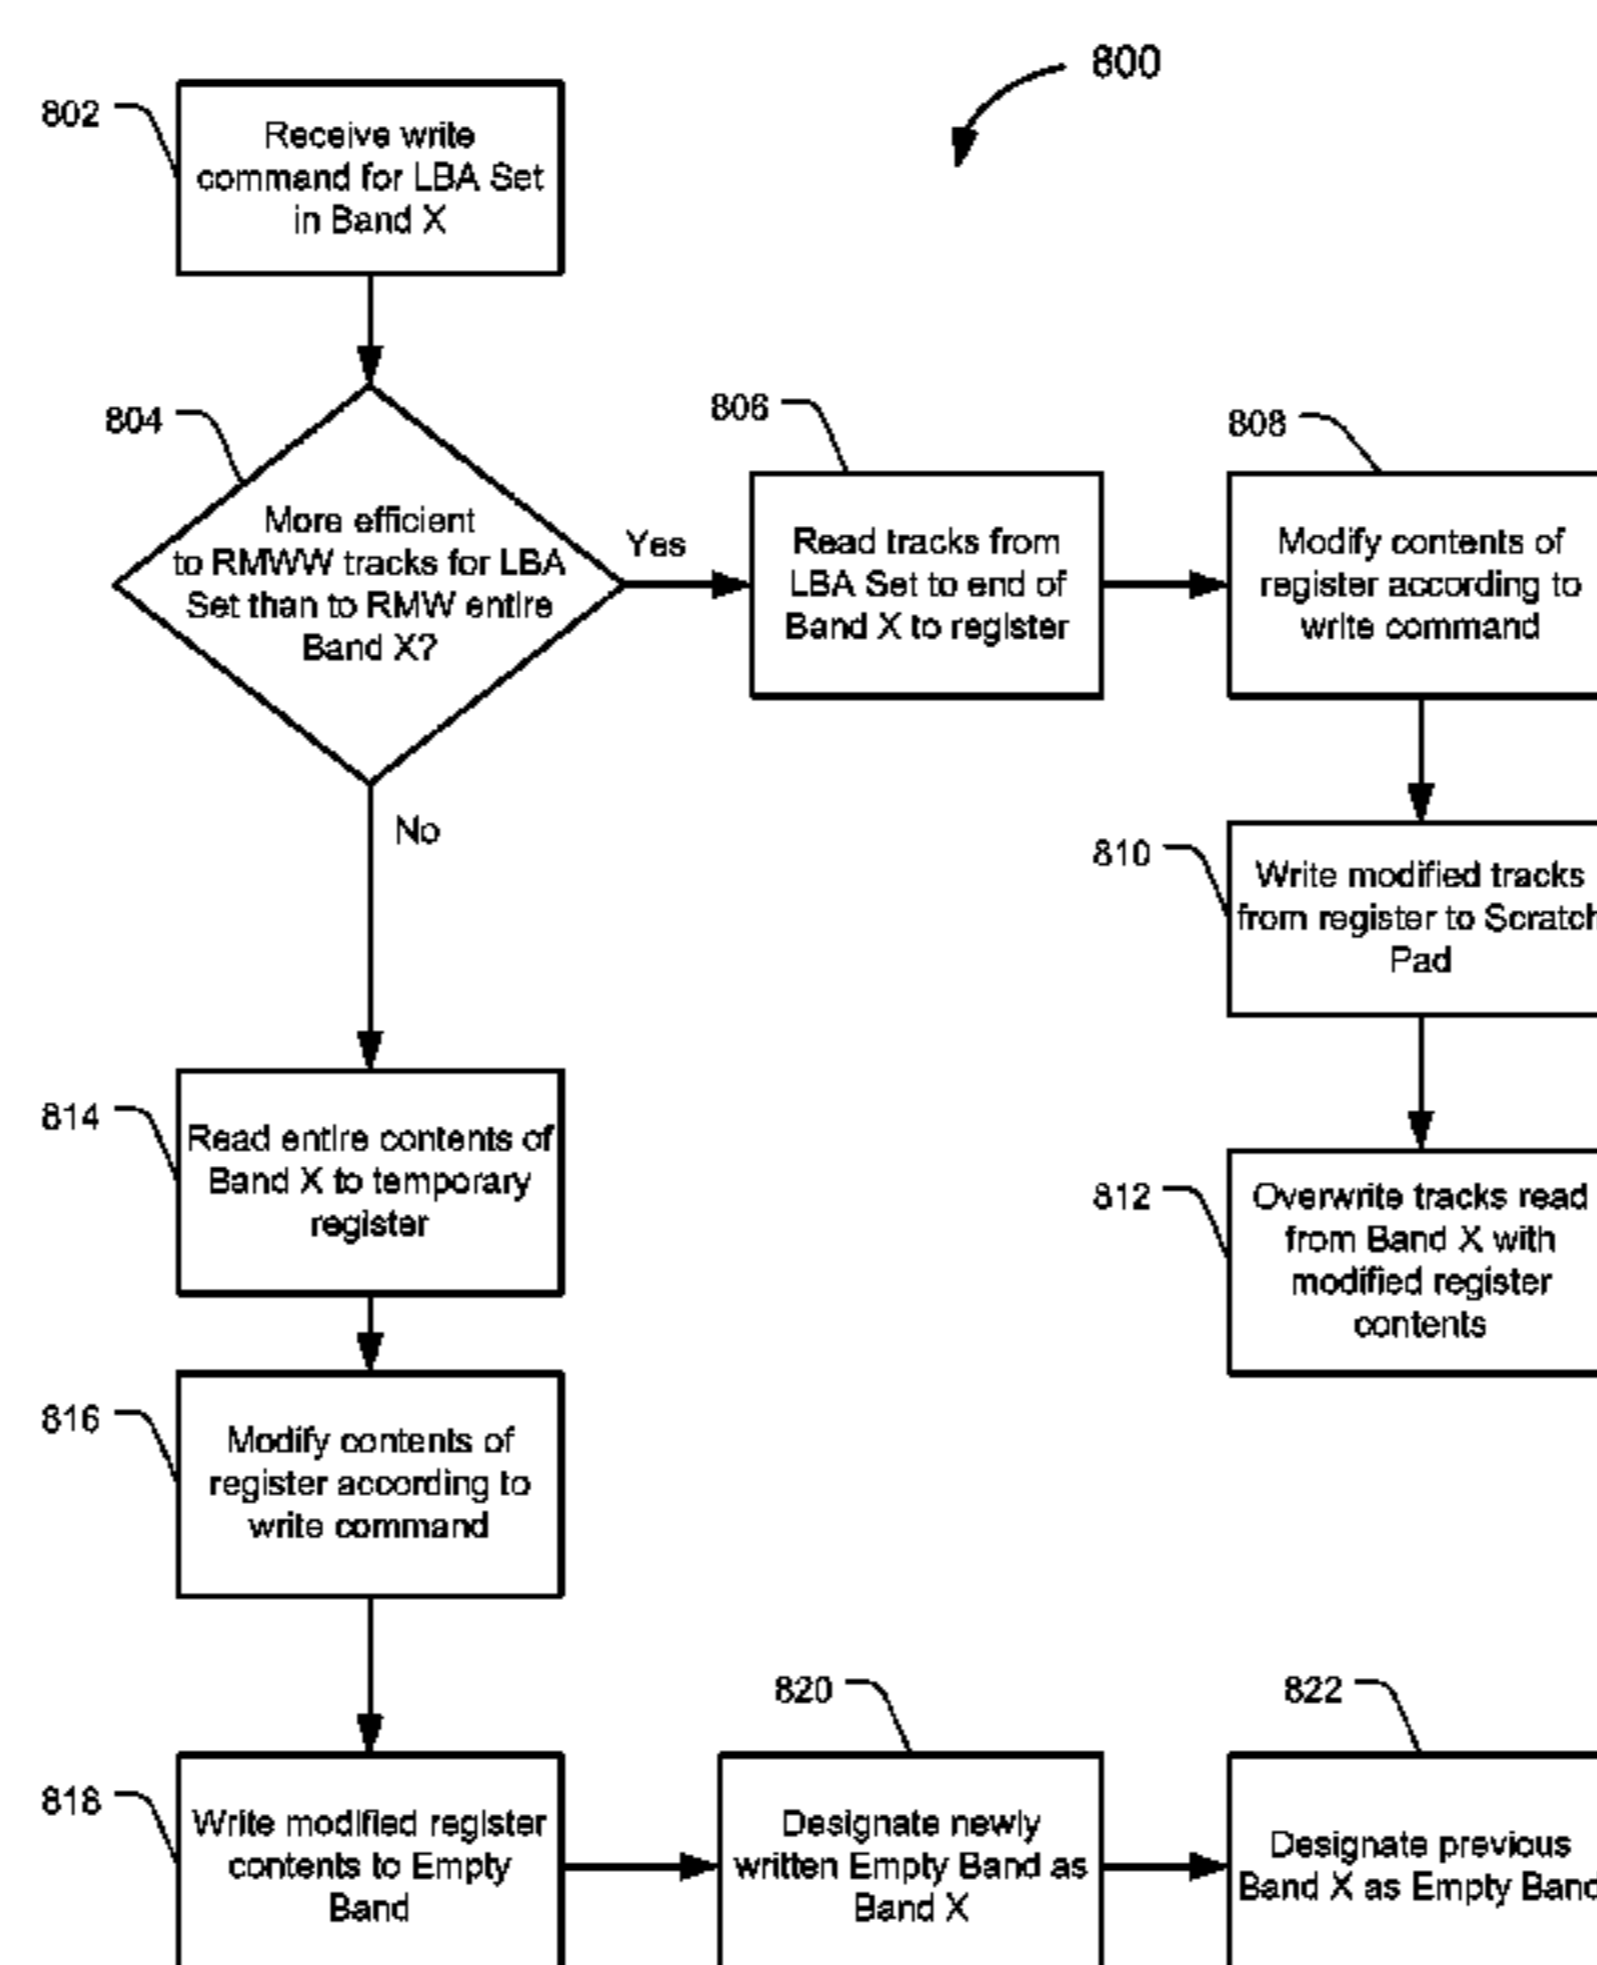 800
802
Receive write
command for LBA Set
in Band X
804
More efficient
to RMWW tracks for LBA
Set than to RMW entire
Band X?
Yes
No
806
Read tracks from
LBA Set to end of
Band X to register
808
Modify contents of
register according to
write command
810
Write modified tracks
from register to Scratch
Pad
812
Overwrite tracks read
from Band X with
modified register
contents
814
Read entire contents of
Band X to temporary
register
816
Modify contents of
register according to
write command
818
Write modified register
contents to Empty
Band
820
Designate newly
written Empty Band as
Band X
822
Designate previous
Band X as Empty Band